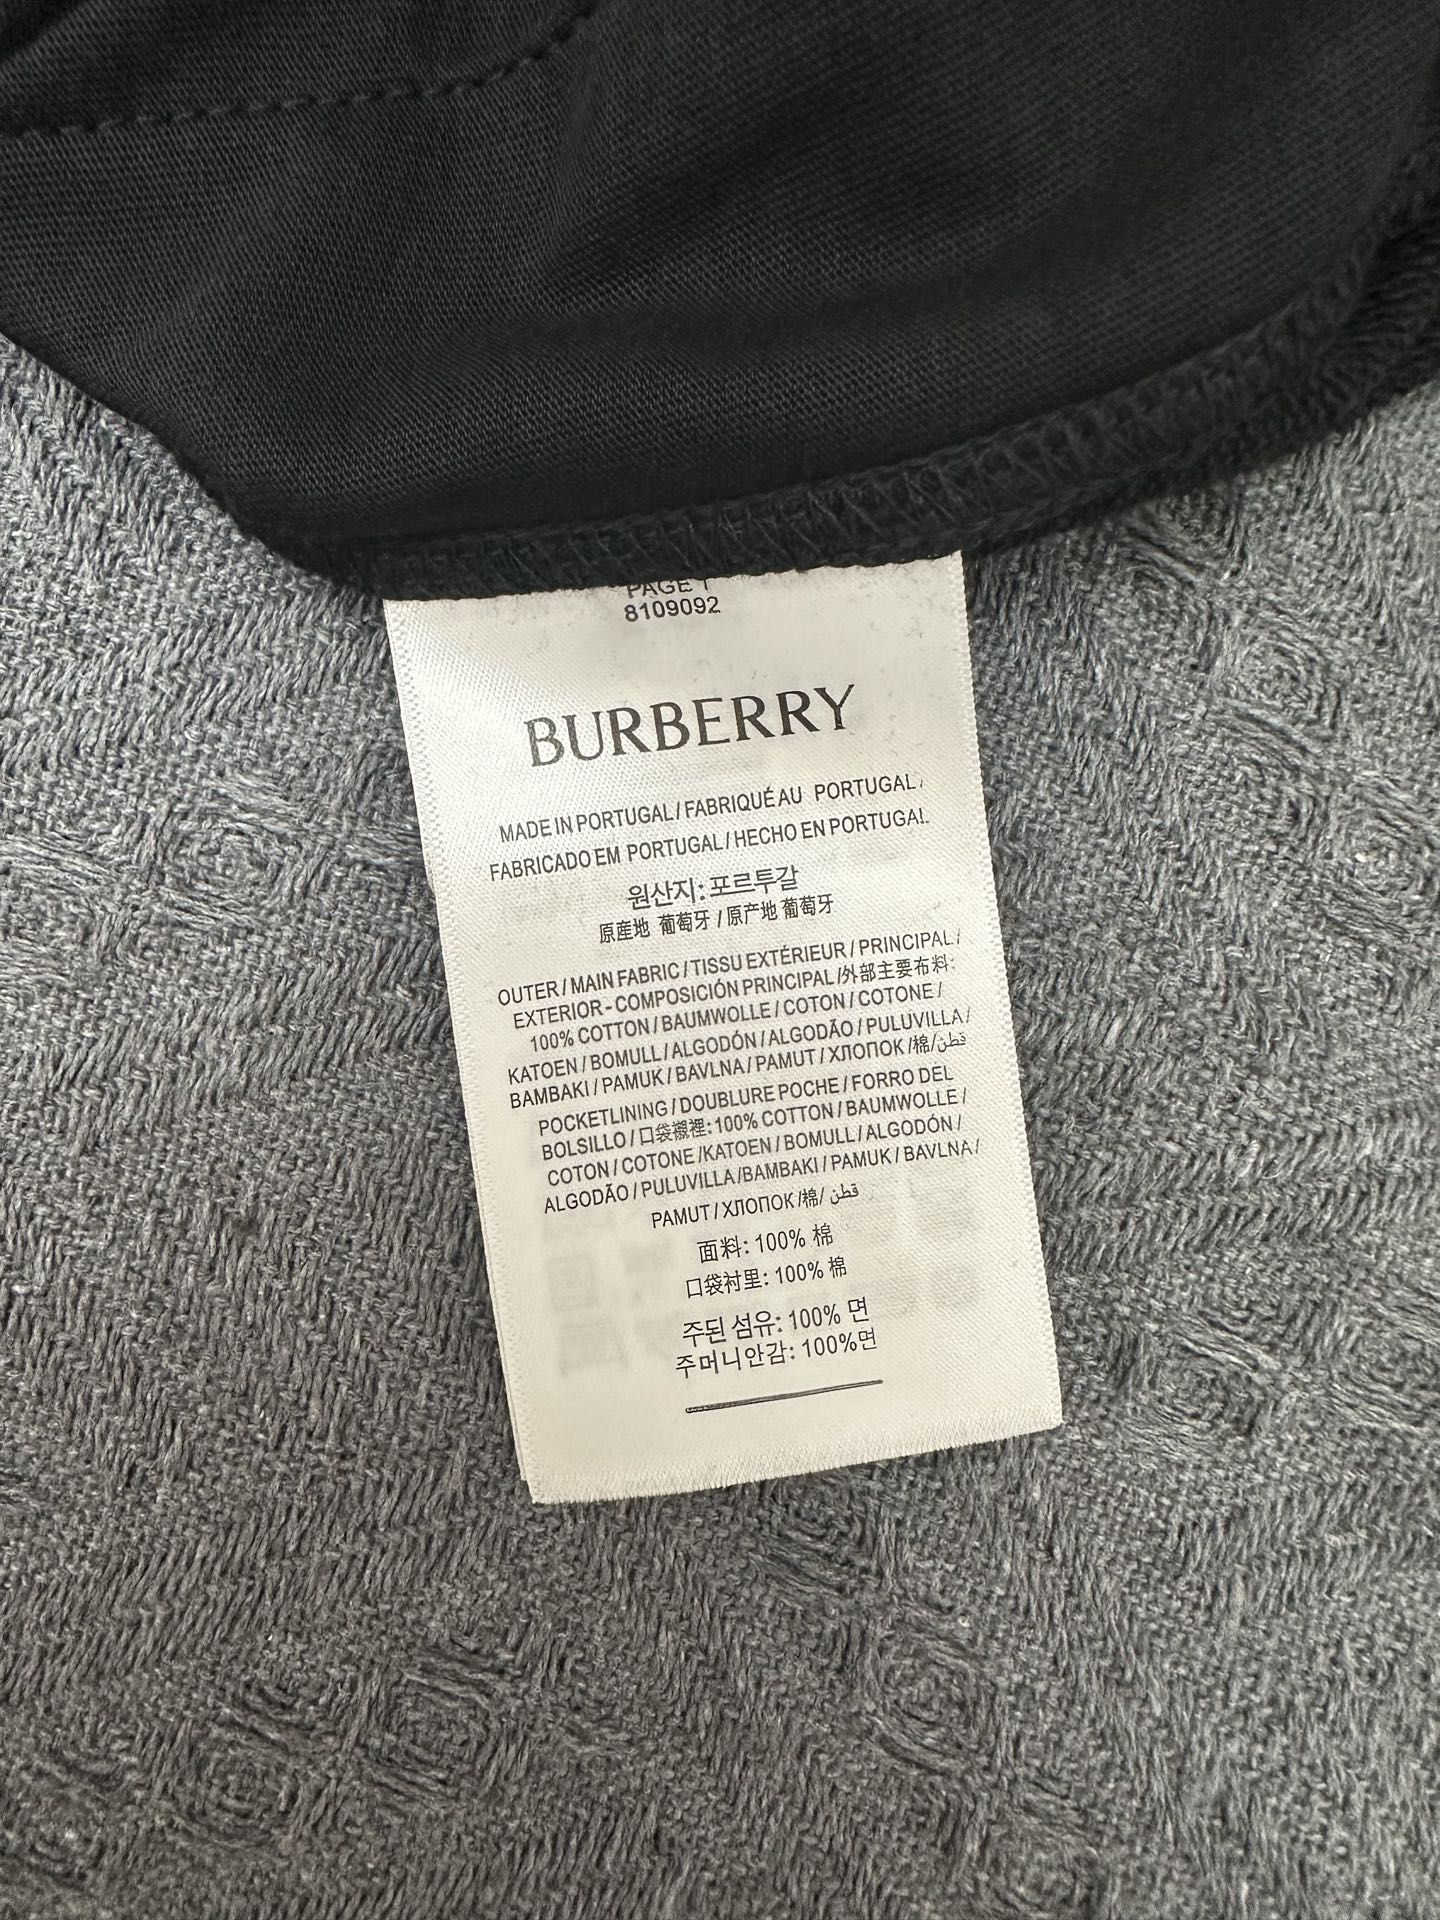 PAGE 1
8109092
BURBERRY
MADE IN PORTUGAL / FABRIQUÉ AU PORTUGAL /
FABRICADO EM PORTUGAL / HECHO EN PORTUGAL
원산지: 포르투갈
原産地 葡萄牙 / 原产地 葡萄牙
OUTER / MAIN FABRIC / TISSU EXTÉRIEUR / PRINCIPAL /
EXTERIOR - COMPOSICIÓN PRINCIPAL /外部主要布料:
100% COTTON / BAUMWOLLE / COTON / COTONE /
KATOEN / BOMULL / ALGODÓN / ALGODÃO / PULUVILLA /
BAMBAKI / PAMUK / BAVLNA / PAMUT / ХЛОПОК /棉/قطن
POCKETLINING / DOUBLURE POCHE / FORRO DEL
BOLSILLO / 口袋襯裡: 100% COTTON / BAUMWOLLE /
COTON / COTONE /KATOEN / BOMULL / ALGODÓN /
ALGODÃO / PULUVILLA /BAMBAKI / PAMUK / BAVLNA /
PAMUT / ХЛОПОК /棉/ قطن
面料: 100% 棉
口袋衬里: 100% 棉
주된 섬유: 100% 면
주머니안감: 100%면